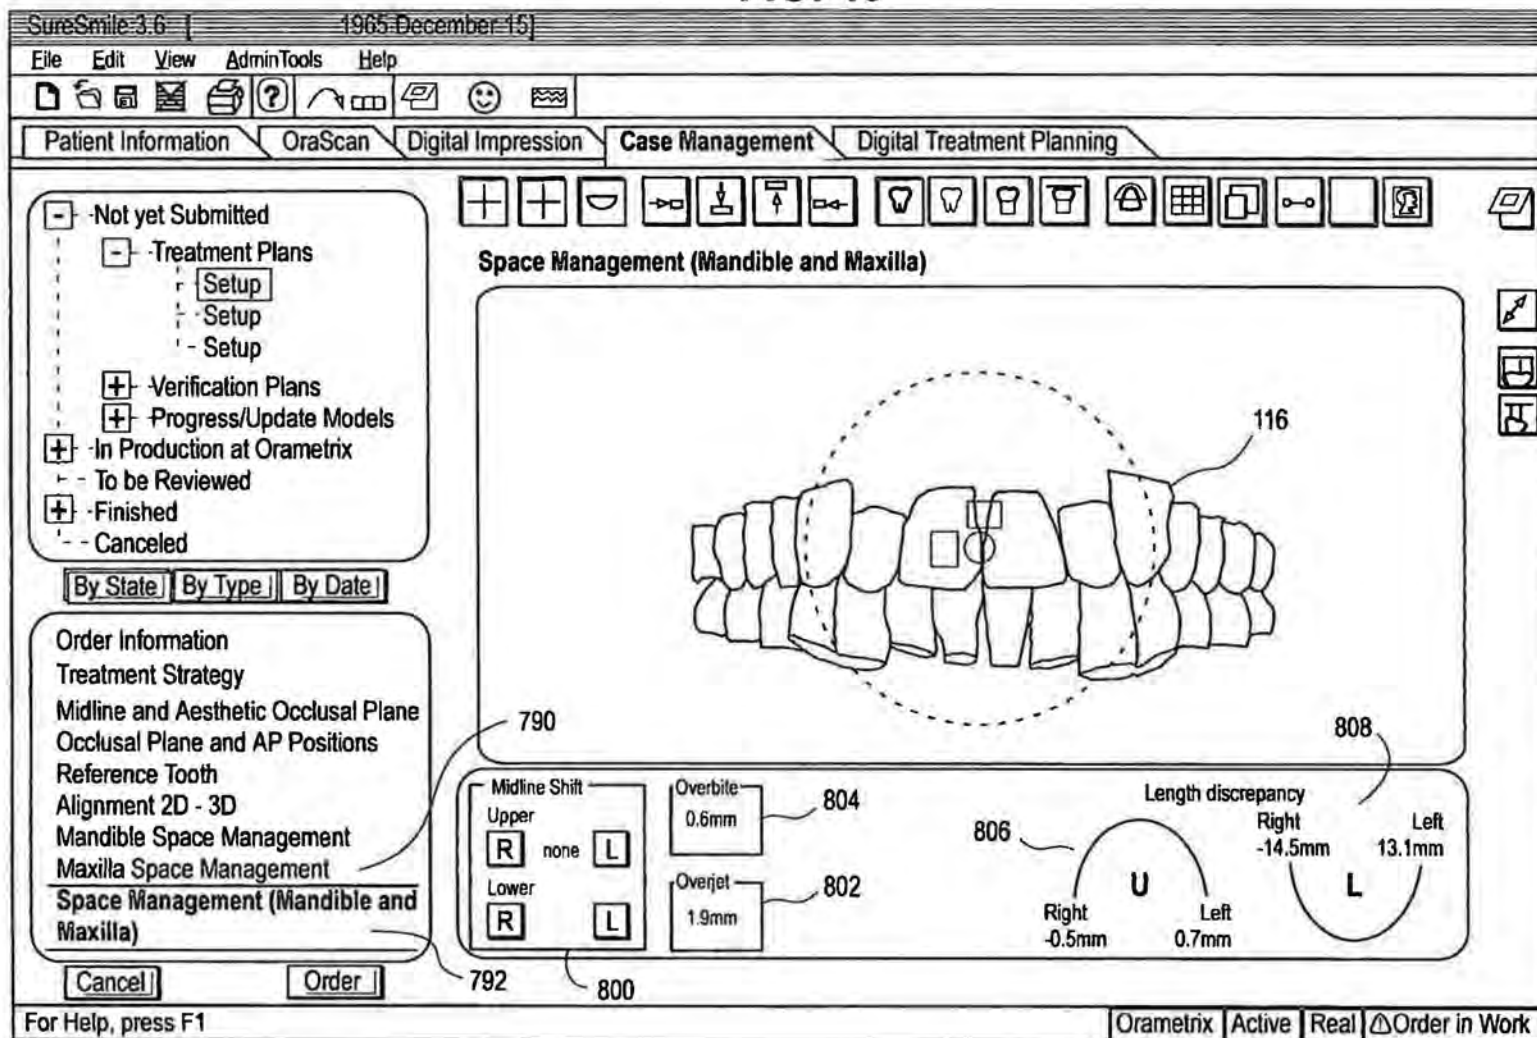 SureSmile 3.6 [ 1965 December 15]
File Edit View AdminTools Help
?
Patient Information OraScan Digital Impression Case Management Digital Treatment Planning
- Not yet Submitted
- Treatment Plans
Setup
Setup
Setup
+ Verification Plans
+ Progress/Update Models
+ In Production at Orametrix
To be Reviewed
+ Finished
Canceled
By State By Type By Date
Order Information
Treatment Strategy
Midline and Aesthetic Occlusal Plane
Occlusal Plane and AP Positions
Reference Tooth
Alignment 2D - 3D
Mandible Space Management
Maxilla Space Management
Space Management (Mandible and
Maxilla)
790
792
Cancel Order
Space Management (Mandible and Maxilla)
116
Midline Shift
Upper
R none L
Lower
R L
800
Overbite
0.6mm
804
Overjet
1.9mm
802
Length discrepancy
806
U
Right Left
-0.5mm 0.7mm
808
Right Left
-14.5mm 13.1mm
L
For Help, press F1
Orametrix Active Real Order in Work